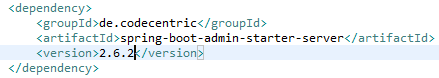 <dependency>
<groupId>de.codecentric</groupId>
<artifactId>spring-boot-admin-starter-server</artifactId>
<version>2.6.2</version>
</dependency>